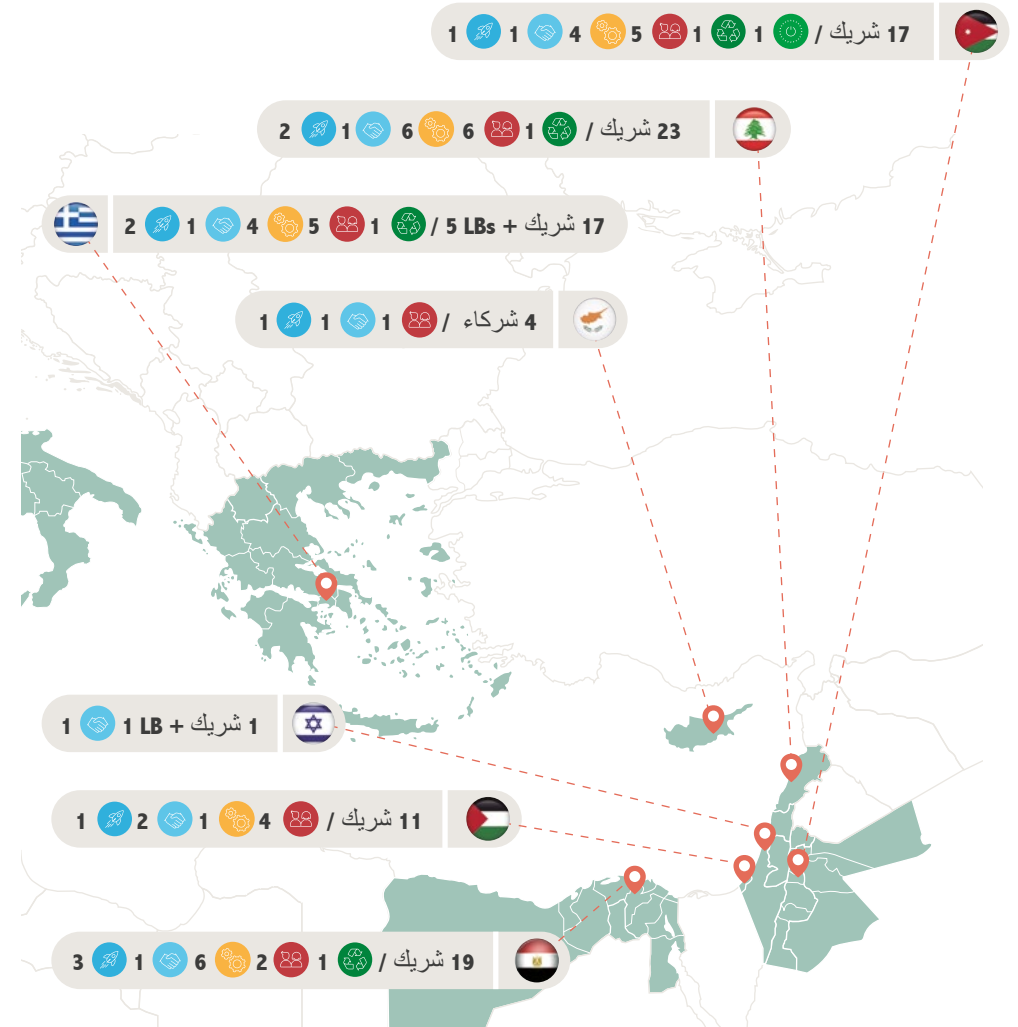 17 شريك / 1 1 5 4 1 1
23 شريك / 1 6 6 1 2
17 شريك + 5 LBs / 1 5 4 1 2
4 شركاء / 1 1 1
1 شريك + 1 LB 1
11 شريك / 4 1 2 1
19 شريك / 1 2 6 1 3